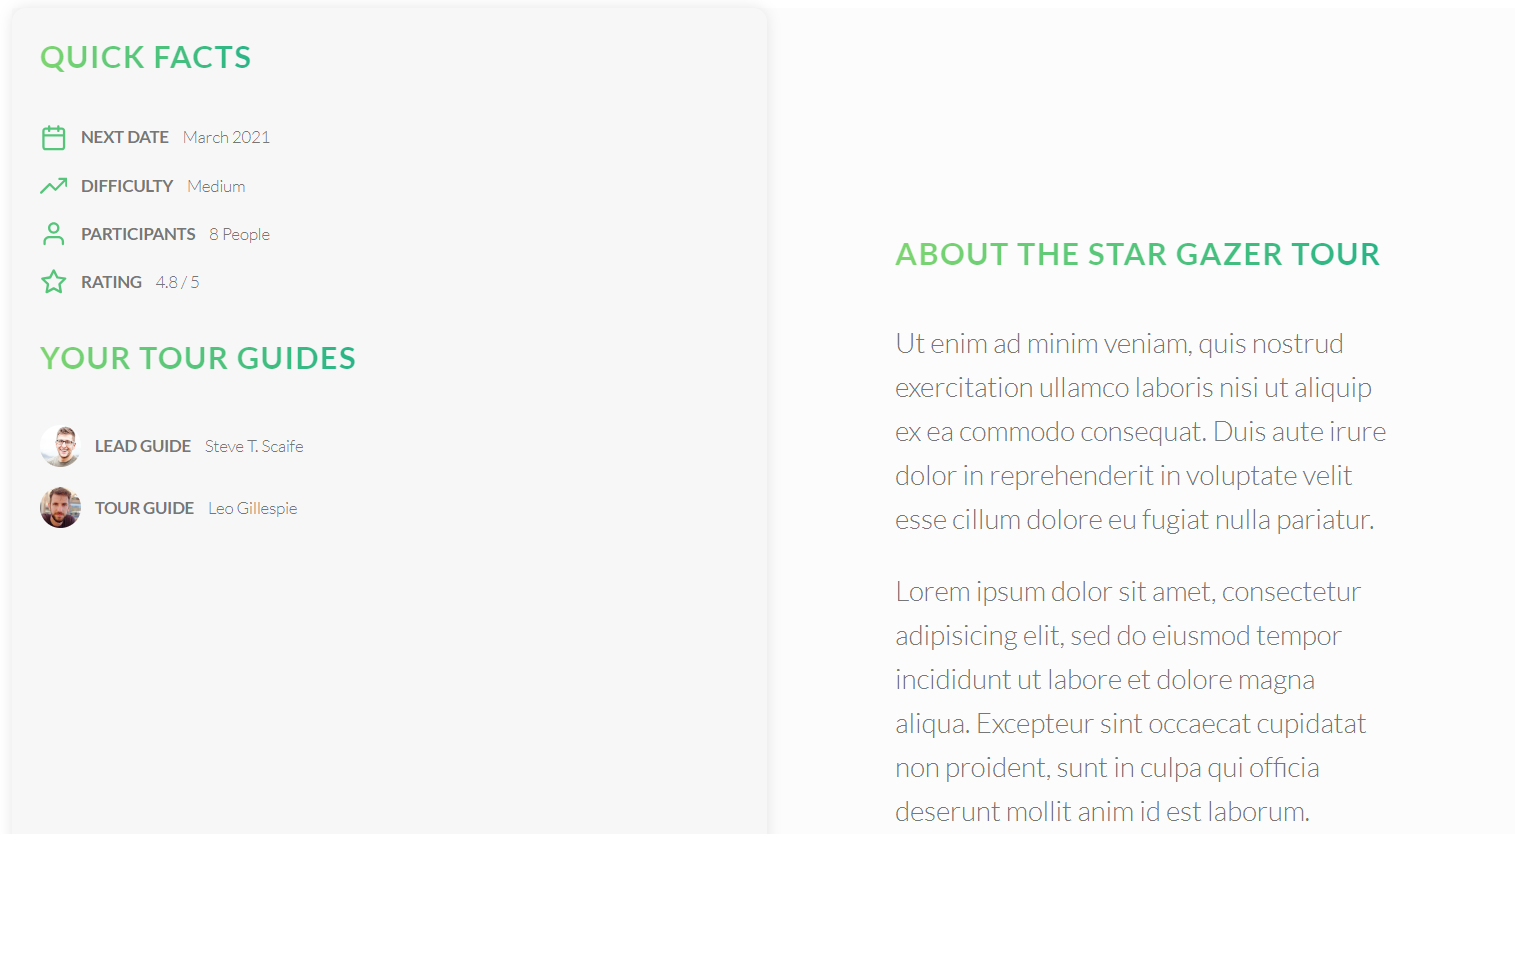 QUICK FACTS
NEXT DATE March 2021
DIFFICULTY Medium
PARTICIPANTS 8 People
RATING 4.8 / 5
YOUR TOUR GUIDES
LEAD GUIDE Steve T. Scaife
TOUR GUIDE Leo Gillespie
ABOUT THE STAR GAZER TOUR
Ut enim ad minim veniam, quis nostrud
exercitation ullamco laboris nisi ut aliquip
ex ea commodo consequat. Duis aute irure
dolor in reprehenderit in voluptate velit
esse cillum dolore eu fugiat nulla pariatur.
Lorem ipsum dolor sit amet, consectetur
adipisicing elit, sed do eiusmod tempor
incididunt ut labore et dolore magna
aliqua. Excepteur sint occaecat cupidatat
non proident, sunt in culpa qui officia
deserunt mollit anim id est laborum.